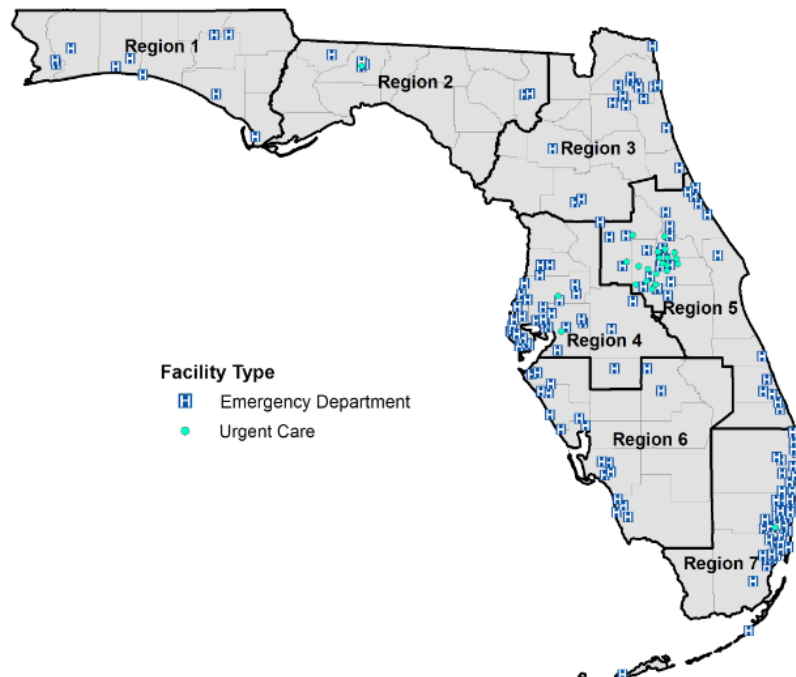 Region 1
Region 2
Region 3
Region 5
Region 4
Facility Type
H Emergency Department
Urgent Care
Region 6
Region 7